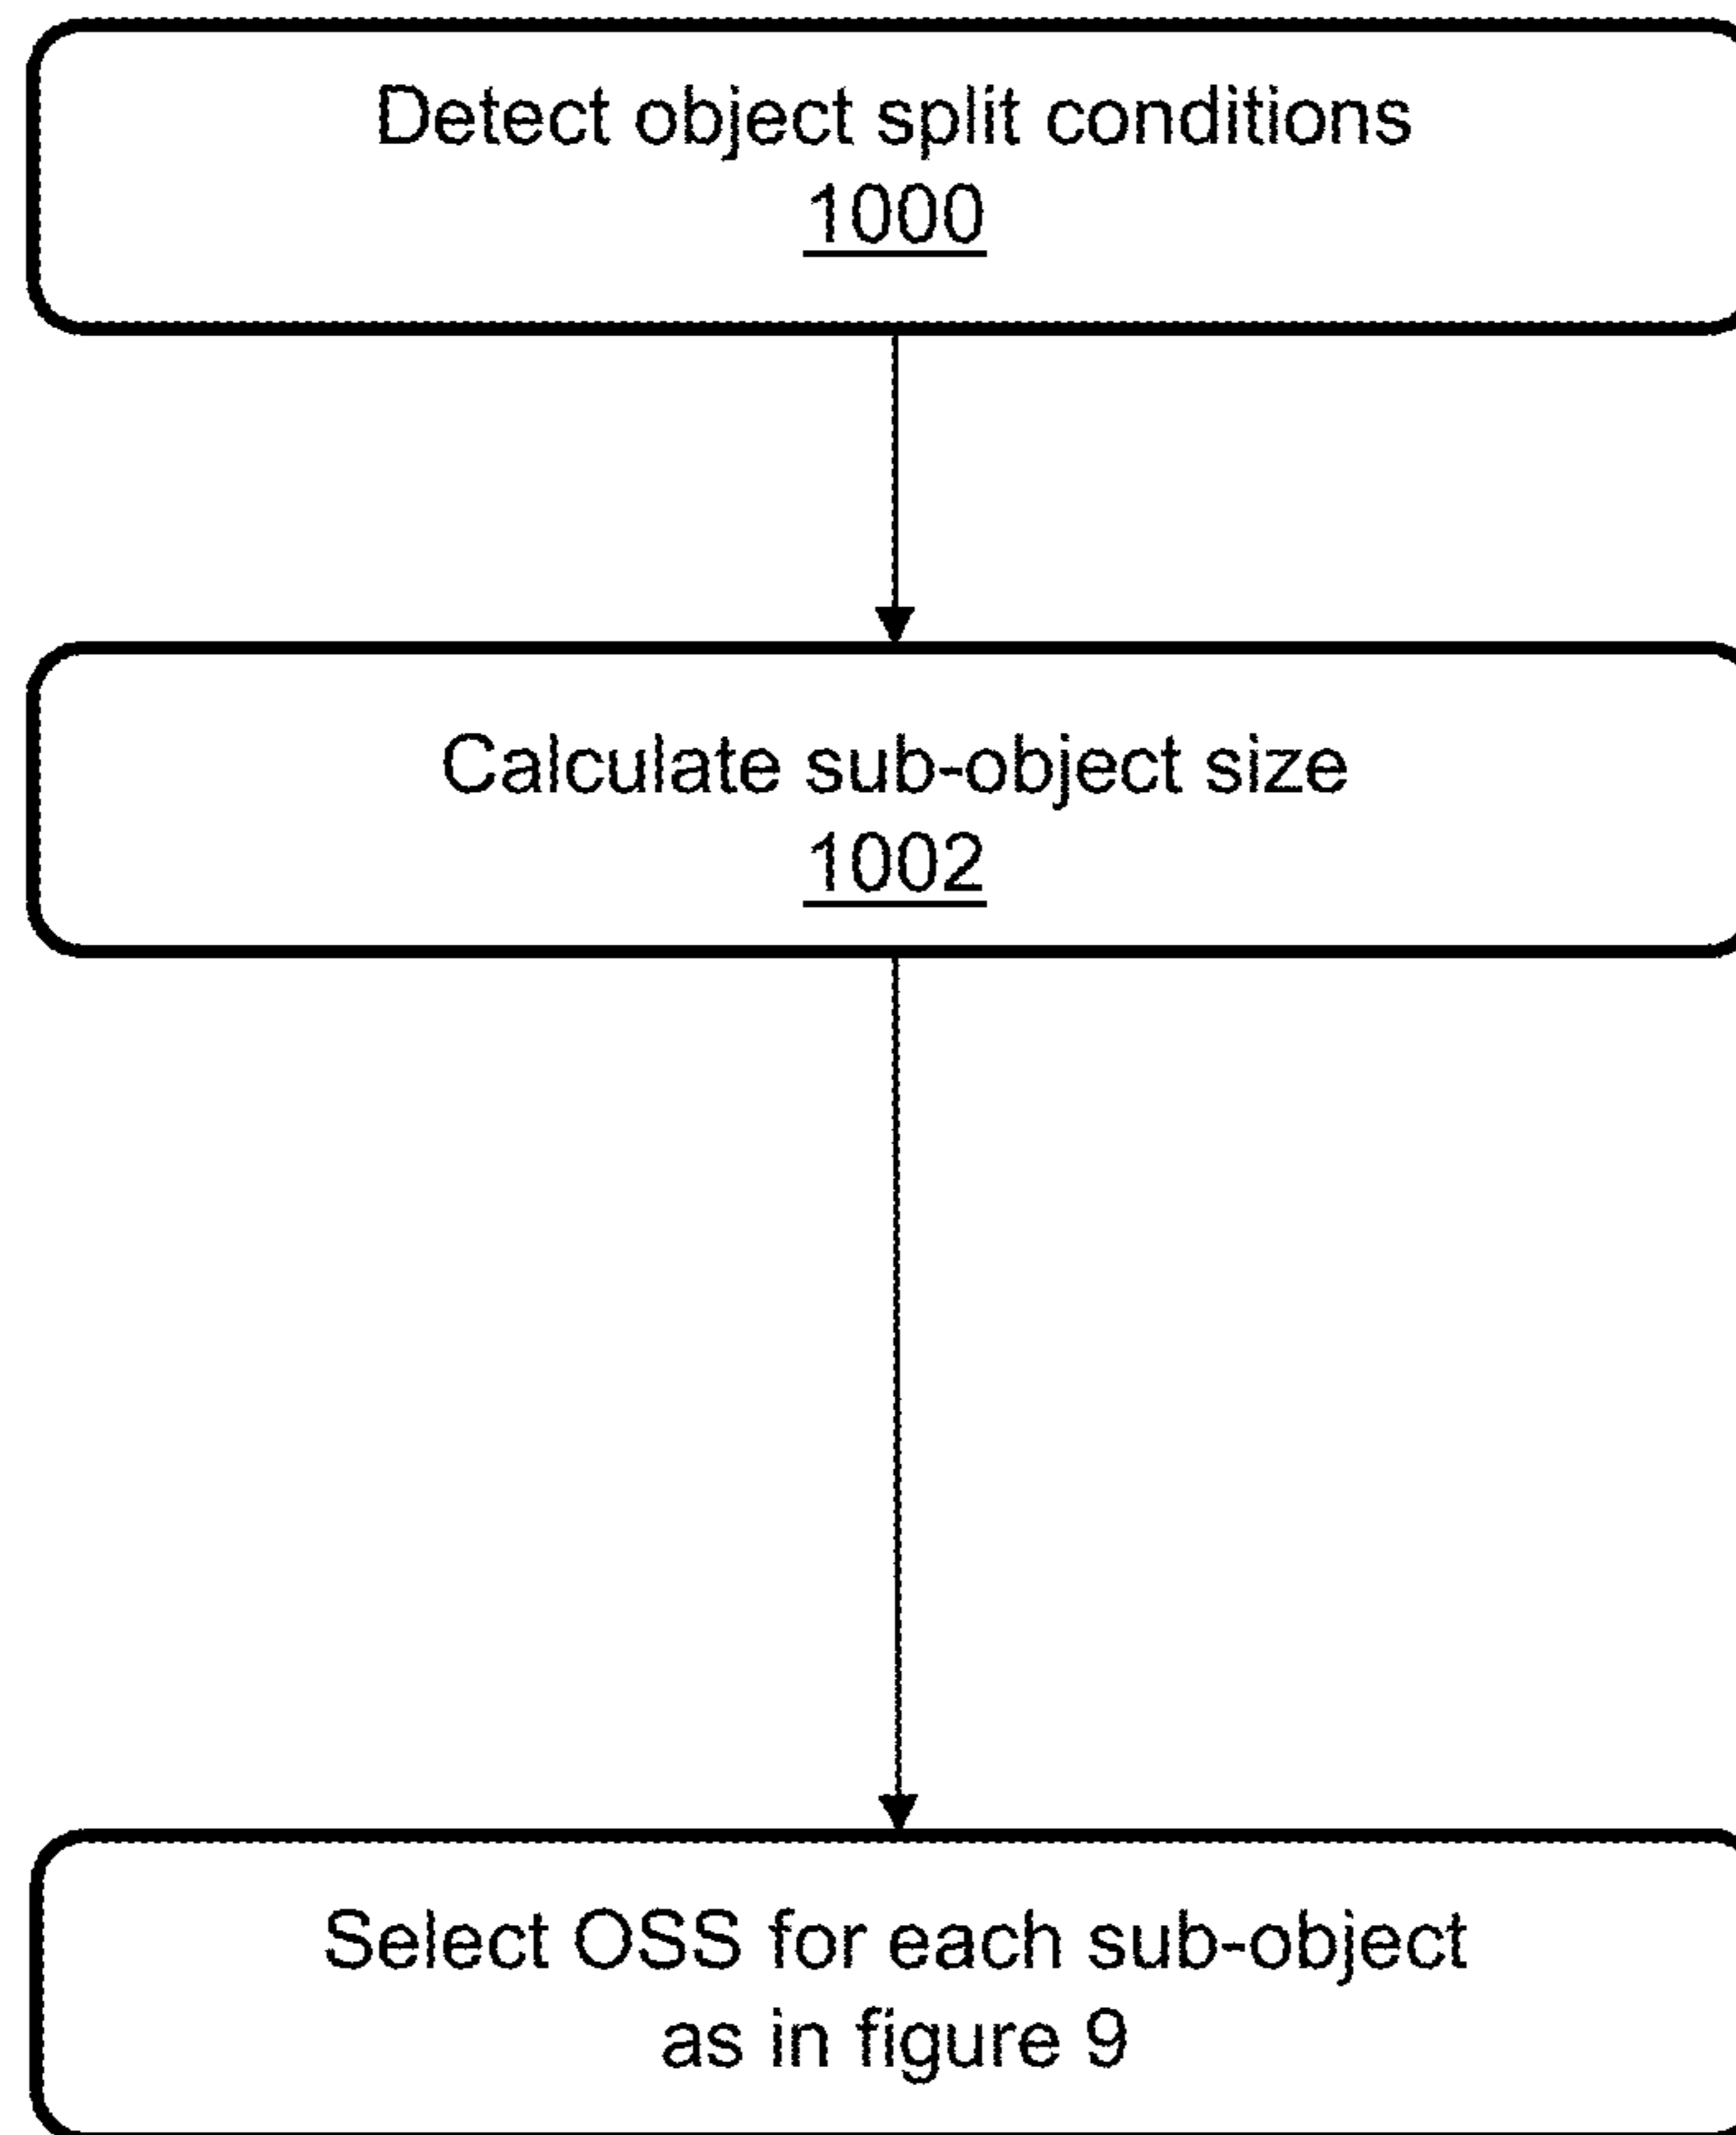 Detect object split conditions
1000
Calculate sub-object size
1002
Select OSS for each sub-object
as in figure 9